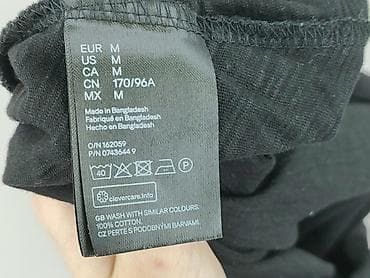 EUR M
US M
CA M
CN 170/96A
MX M
Made in Bangladesh
Fabriqué en Bangladesh
Hecho en Bangladesh
O/N 162059
P/N 0743644 9
40 P
clevercare.info
GB WASH WITH SIMILAR COLOURS.
100% COTTON
CZ PERTE S PODOBNÝMI BARVAMI.